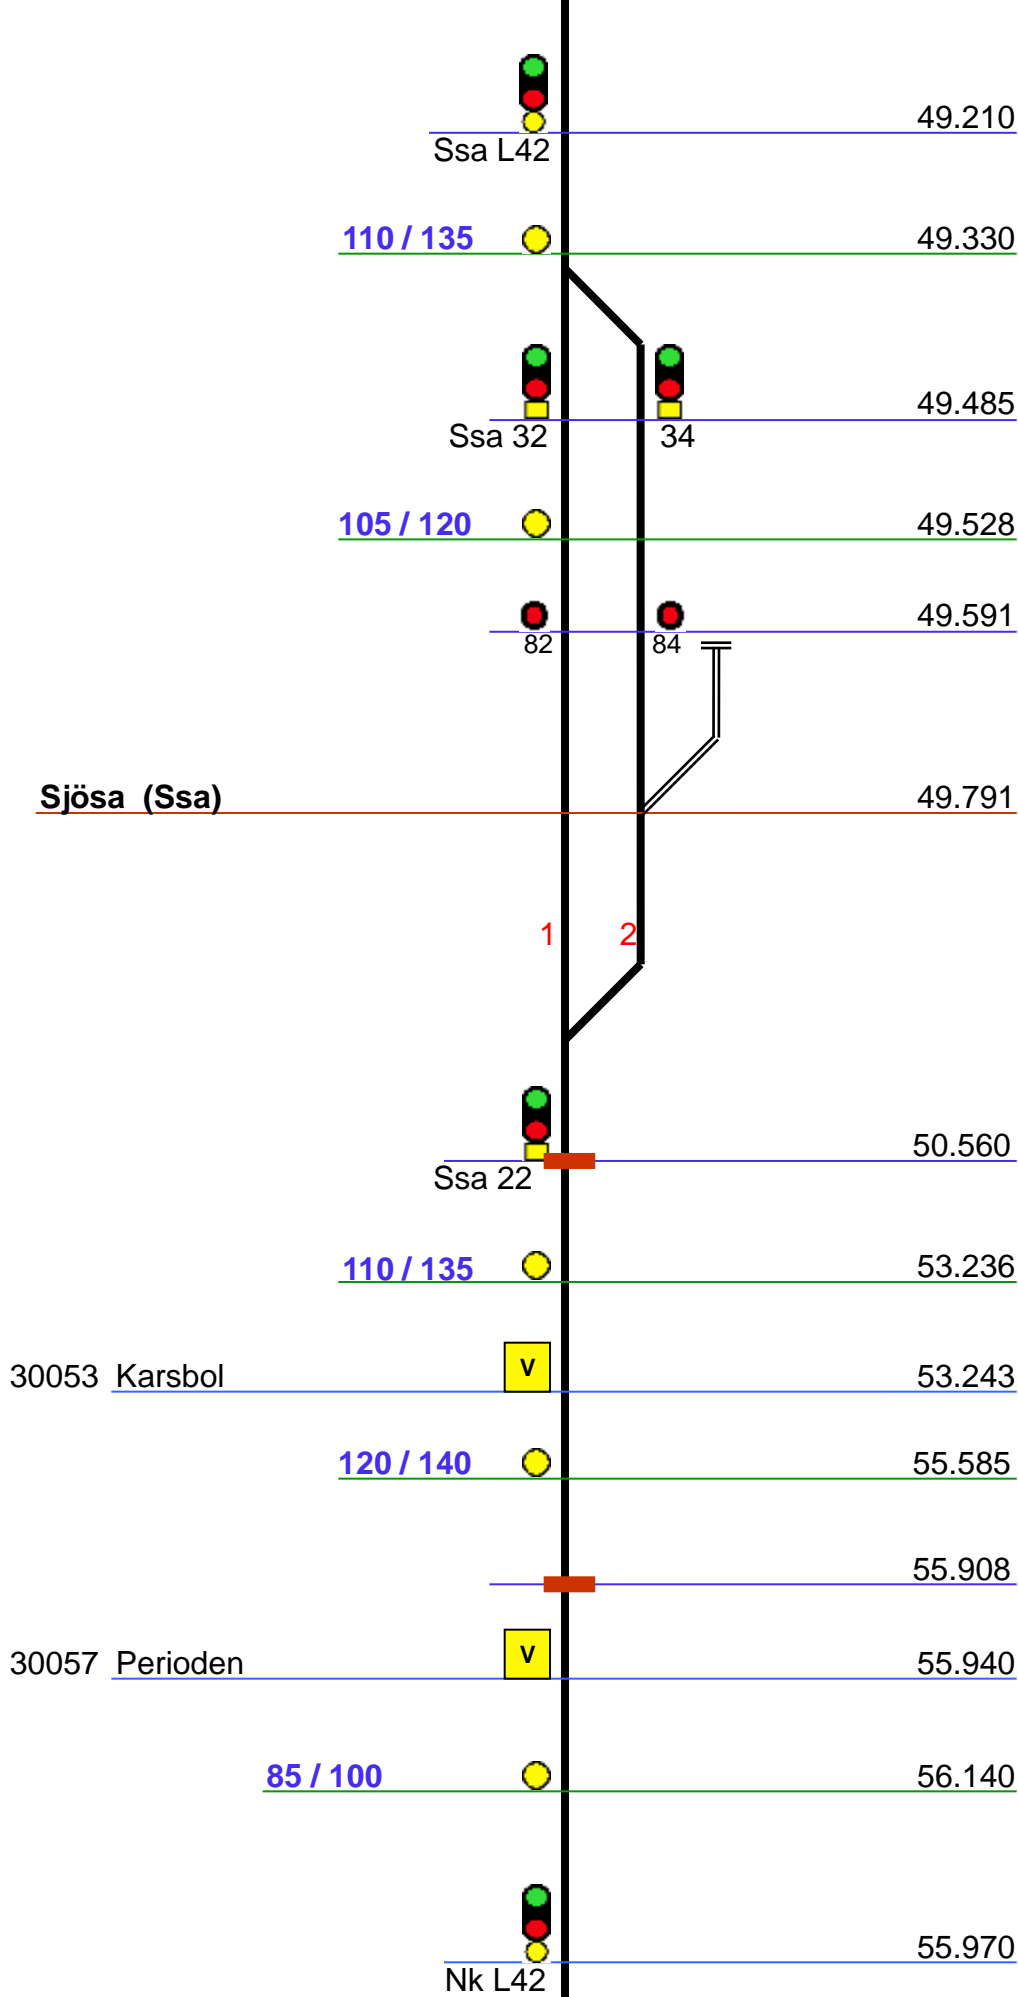 49.210
Ssa L42
110 / 135 49.330
49.485
Ssa 32 34
105 / 120 49.528
49.591
82 84
Sjösa (Ssa) 49.791
1 2
50.560
Ssa 22
110 / 135 53.236
30053 Karsbol V 53.243
120 / 140 55.585
55.908
30057 Perioden V 55.940
85 / 100 56.140
55.970
Nk L42